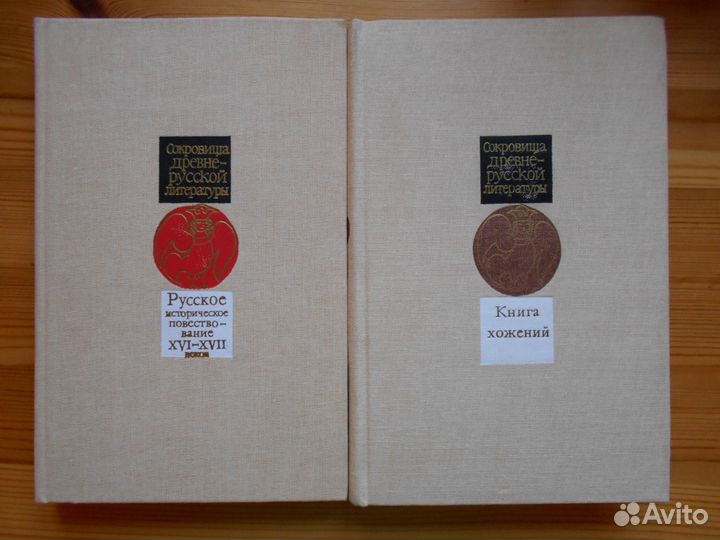 Сокровища
древне-
русской
литературы
Русское
историческое
повество-
вание
XVI–XVII
веков
Сокровища
древне-
русской
литературы
Книга
хожений
Avito